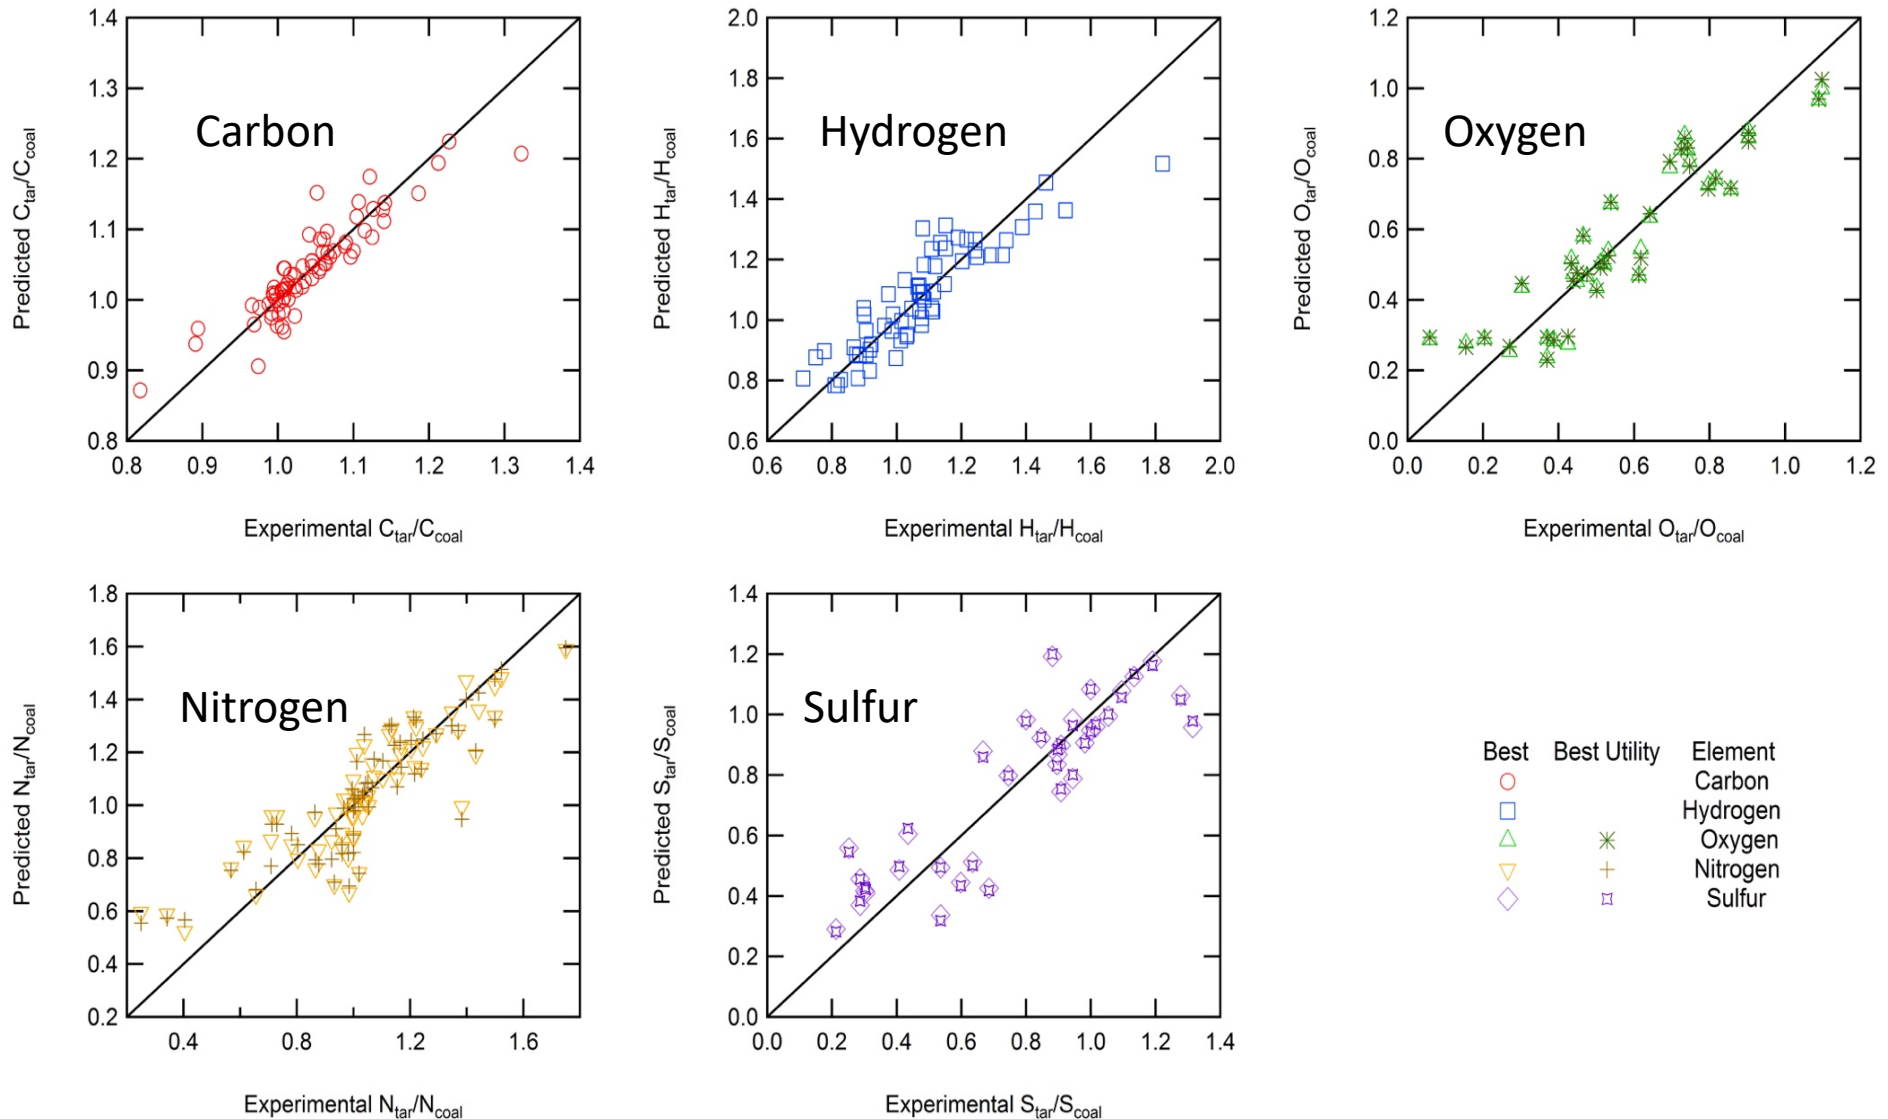 Carbon
Predicted Ctar/Ccoal
1.4
1.3
1.2
1.1
1.0
0.9
0.8
0.8 0.9 1.0 1.1 1.2 1.3 1.4
Experimental Ctar/Ccoal
Hydrogen
Predicted Htar/Hcoal
2.0
1.8
1.6
1.4
1.2
1.0
0.8
0.6
0.6 0.8 1.0 1.2 1.4 1.6 1.8 2.0
Experimental Htar/Hcoal
Oxygen
Predicted Otar/Ocoal
1.2
1.0
0.8
0.6
0.4
0.2
0.0
0.0 0.2 0.4 0.6 0.8 1.0 1.2
Experimental Otar/Ocoal
Nitrogen
Predicted Ntar/Ncoal
1.8
1.6
1.4
1.2
1.0
0.8
0.6
0.4
0.2
0.4 0.8 1.2 1.6
Experimental Ntar/Ncoal
Sulfur
Predicted Star/Scoal
1.4
1.2
1.0
0.8
0.6
0.4
0.2
0.0
0.0 0.2 0.4 0.6 0.8 1.0 1.2 1.4
Experimental Star/Scoal
Best Best Utility Element
Carbon
Hydrogen
Oxygen
Nitrogen
Sulfur